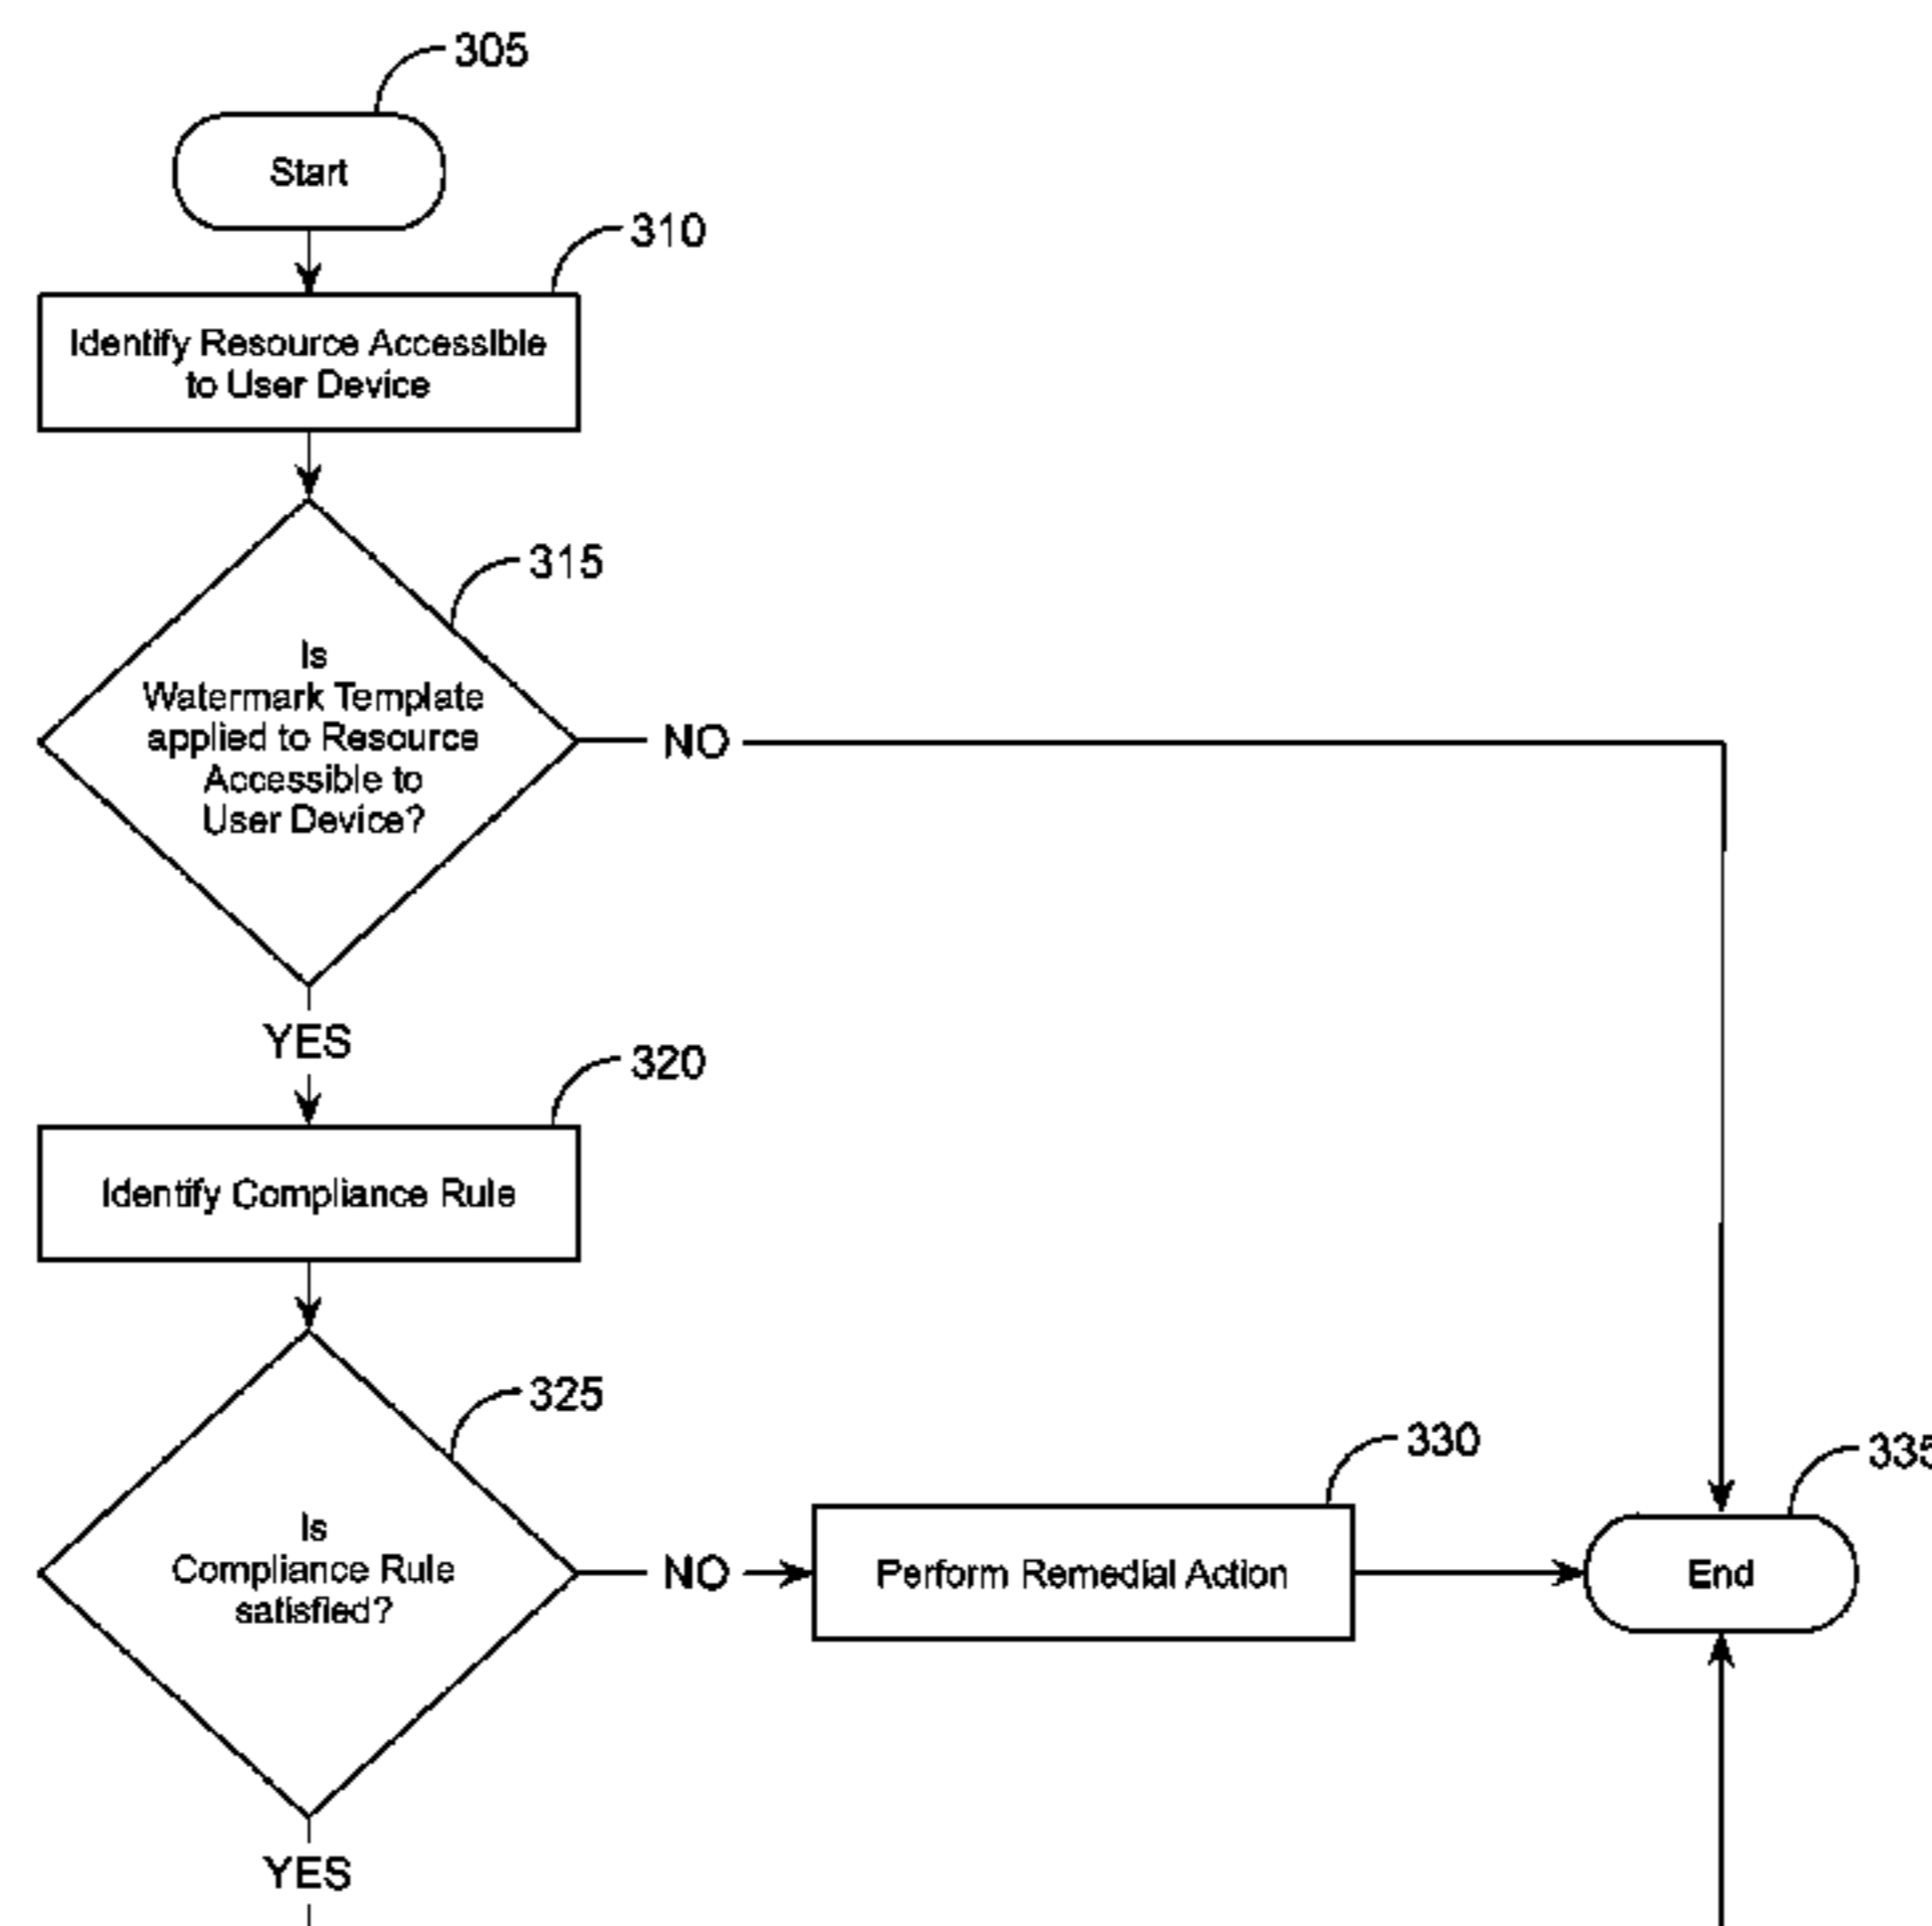 305
Start
310
Identify Resource Accessible
to User Device
315
Is
Watermark Template
applied to Resource
Accessible to
User Device?
NO
YES
320
Identify Compliance Rule
325
Is
Compliance Rule
satisfied?
NO
330
Perform Remedial Action
335
End
YES